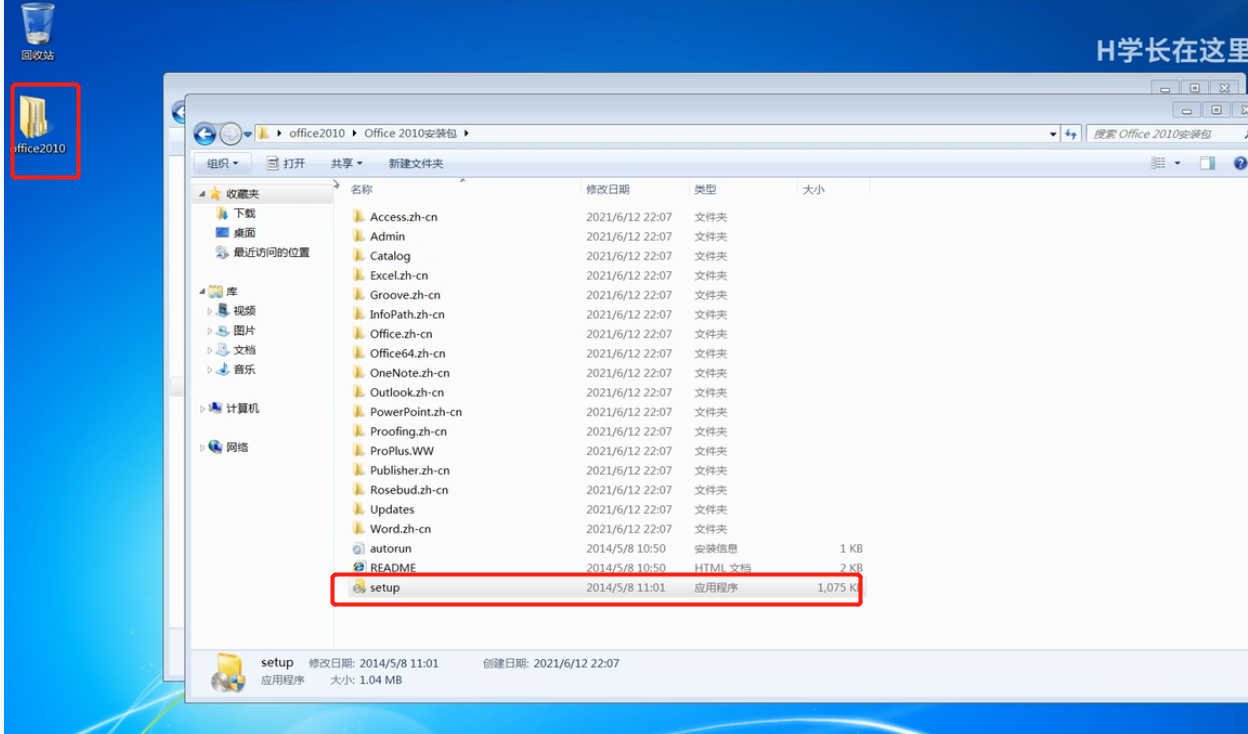 回收站
H学长在这里
office2010
office2010 Office 2010安装包
搜索 Office 2010安装包
组织 打开 共享 新建文件夹
收藏夹
下载
桌面
最近访问的位置
库
视频
图片
文档
音乐
计算机
网络
名称 修改日期 类型 大小
Access.zh-cn 2021/6/12 22:07 文件夹
Admin 2021/6/12 22:07 文件夹
Catalog 2021/6/12 22:07 文件夹
Excel.zh-cn 2021/6/12 22:07 文件夹
Groove.zh-cn 2021/6/12 22:07 文件夹
InfoPath.zh-cn 2021/6/12 22:07 文件夹
Office.zh-cn 2021/6/12 22:07 文件夹
Office64.zh-cn 2021/6/12 22:07 文件夹
OneNote.zh-cn 2021/6/12 22:07 文件夹
Outlook.zh-cn 2021/6/12 22:07 文件夹
PowerPoint.zh-cn 2021/6/12 22:07 文件夹
Proofing.zh-cn 2021/6/12 22:07 文件夹
ProPlus.WW 2021/6/12 22:07 文件夹
Publisher.zh-cn 2021/6/12 22:07 文件夹
Rosebud.zh-cn 2021/6/12 22:07 文件夹
Updates 2021/6/12 22:07 文件夹
Word.zh-cn 2021/6/12 22:07 文件夹
autorun 2014/5/8 10:50 安装信息 1 KB
README 2014/5/8 10:50 HTML 文档 2 KB
setup 2014/5/8 11:01 应用程序 1,075 KB
setup 修改日期: 2014/5/8 11:01 创建日期: 2021/6/12 22:07
应用程序 大小: 1.04 MB